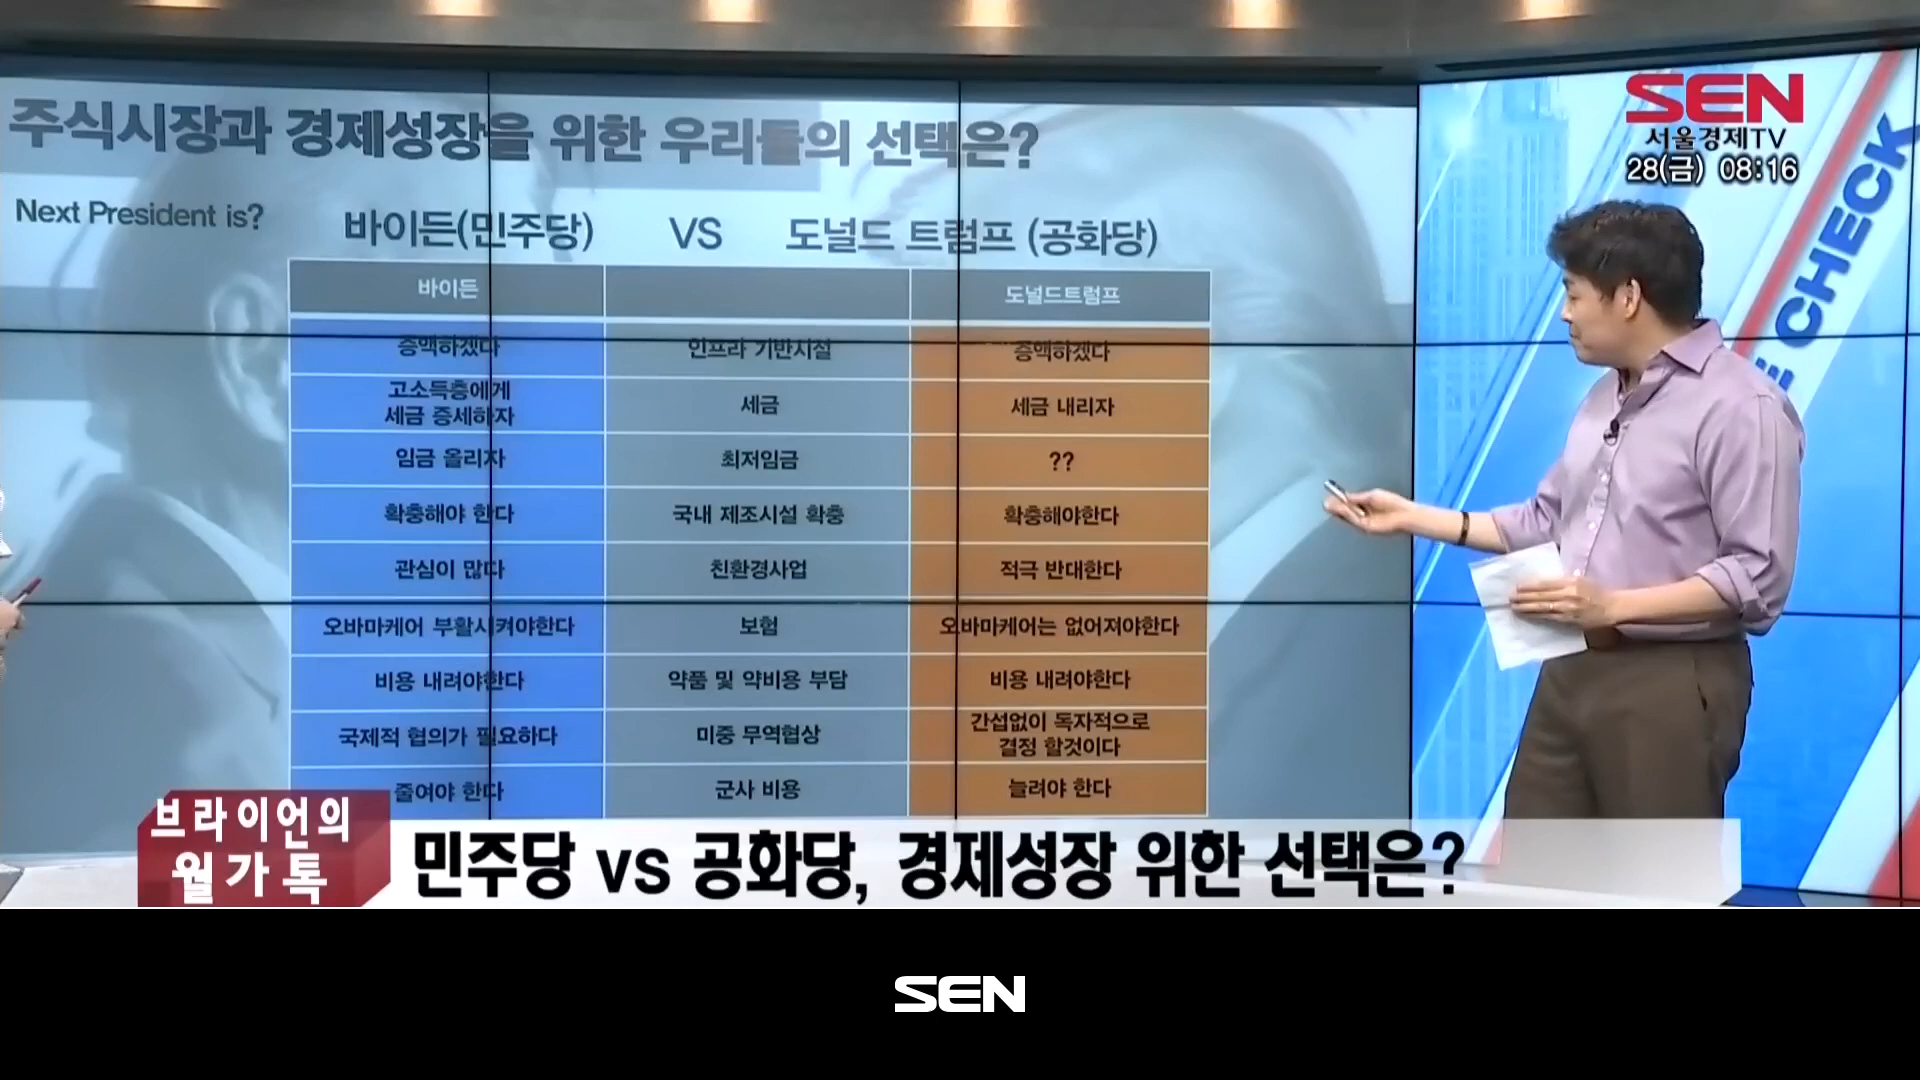 SEN
서울경제TV
28(금) 08:16
CHECK
주식시장과 경제성장을 위한 우리들의 선택은?
Next President is?
바이든(민주당) VS 도널드 트럼프 (공화당)
바이든 도널드트럼프
증액하겠다 인프라 기반시설 증액하겠다
고소득층에게
세금 증세하자 세금 세금 내리자
임금 올리자 최저임금 ??
확충해야 한다 국내 제조시설 확충 확충해야한다
관심이 많다 친환경사업 적극 반대한다
오바마케어 부활시켜야한다 보험 오바마케어는 없어져야한다
비용 내려야한다 약품 및 약비용 부담 비용 내려야한다
국제적 협의가 필요하다 미중 무역협상 간섭없이 독자적으로
결정 할것이다
줄여야 한다 군사 비용 늘려야 한다
브라이언의
월가톡
민주당 vs 공화당, 경제성장 위한 선택은?
SEN